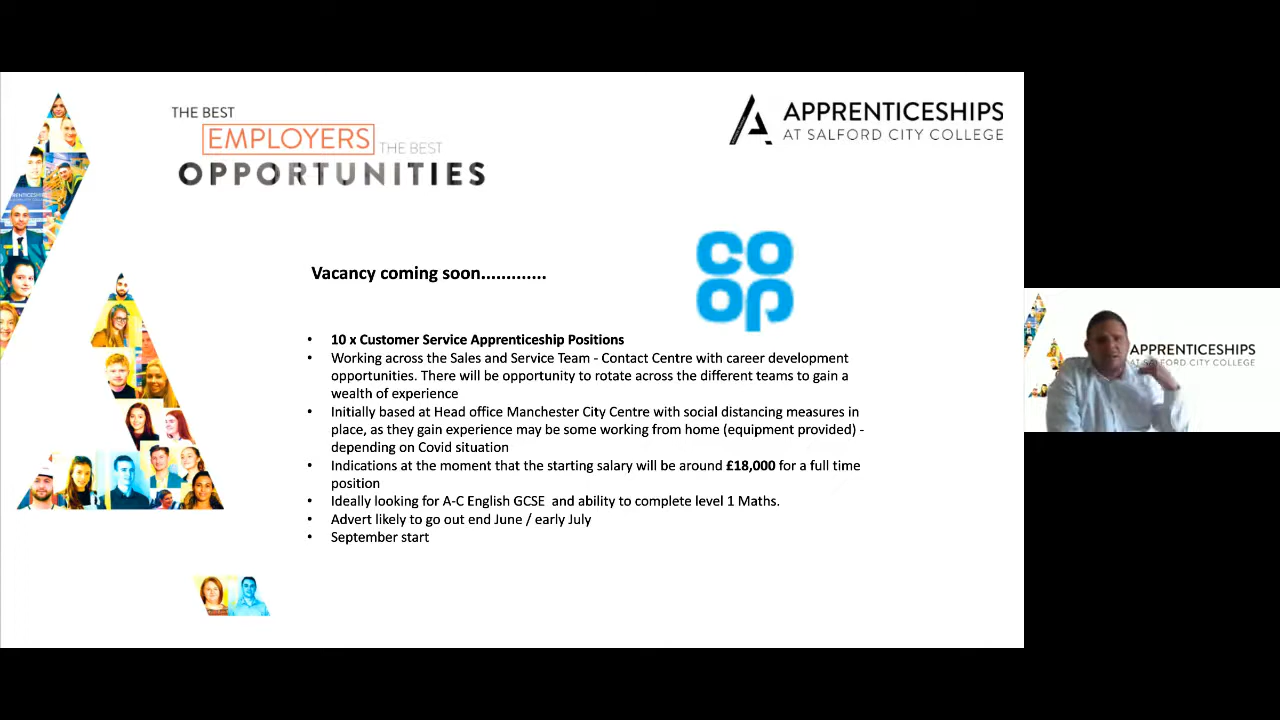 THE BEST
EMPLOYERS THE BEST
OPPORTUNITIES
APPRENTICESHIPS
AT SALFORD CITY COLLEGE
co
op
Vacancy coming soon.............
• 10 x Customer Service Apprenticeship Positions
• Working across the Sales and Service Team - Contact Centre with career development
opportunities. There will be opportunity to rotate across the different teams to gain a
wealth of experience
• Initially based at Head office Manchester City Centre with social distancing measures in
place, as they gain experience may be some working from home (equipment provided) -
depending on Covid situation
• Indications at the moment that the starting salary will be around £18,000 for a full time
position
• Ideally looking for A-C English GCSE and ability to complete level 1 Maths.
• Advert likely to go out end June / early July
• September start
APPRENTICESHIPS
AT SALFORD CITY COLLEGE